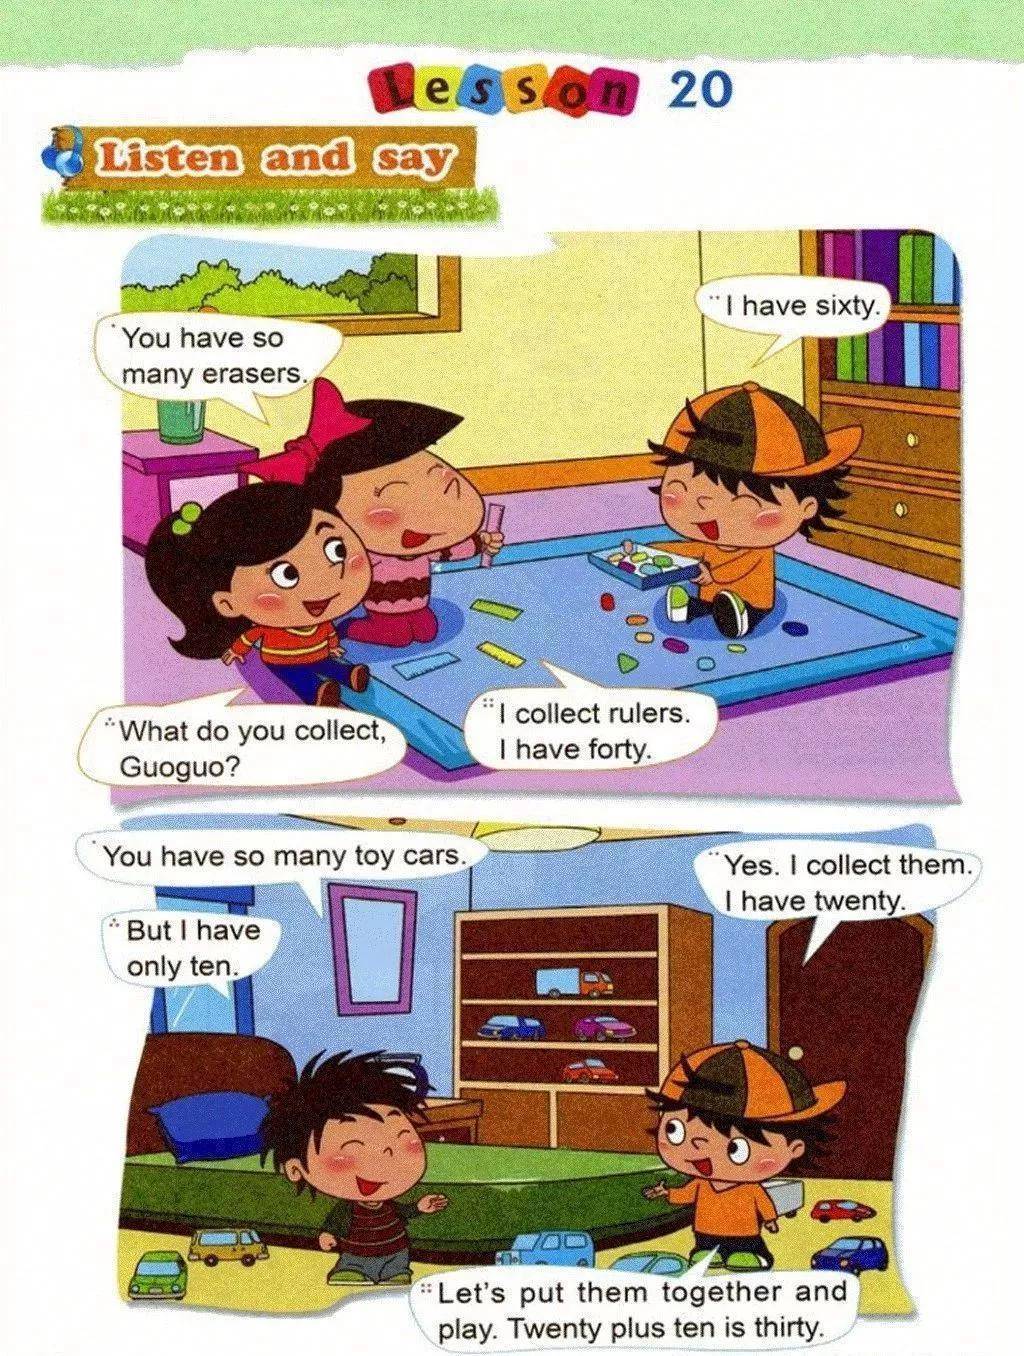 Lesson 20
Listen and say
You have so
many erasers.
I have sixty.
What do you collect,
Guoguo?
I collect rulers.
I have forty.
You have so many toy cars.
Yes. I collect them.
I have twenty.
But I have
only ten.
Let's put them together and
play. Twenty plus ten is thirty.